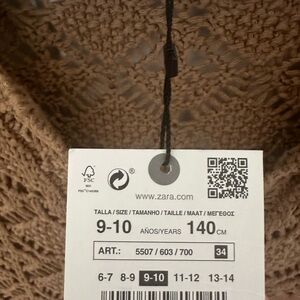 FSC
www.zara.com
TALLA / SIZE / TAMANHO / TAILLE / MAAT / ΜΕΓΕΘΟΣ
9-10 AÑOS/YEARS 140 CM
ART.: 5507 / 603 / 700 34
6-7 8-9 9-10 11-12 13-14